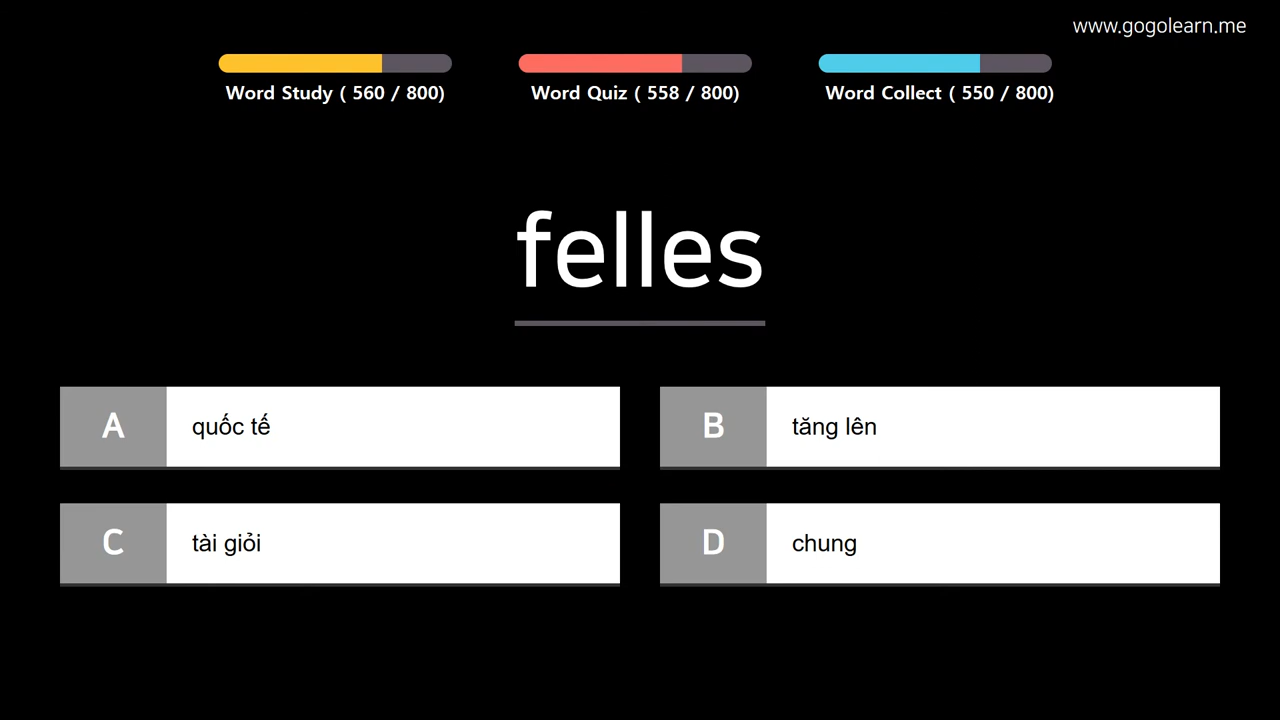 www.gogolearn.me
Word Study ( 560 / 800)
Word Quiz ( 558 / 800)
Word Collect ( 550 / 800)
felles
A quốc tế
B tăng lên
C tài giỏi
D chung